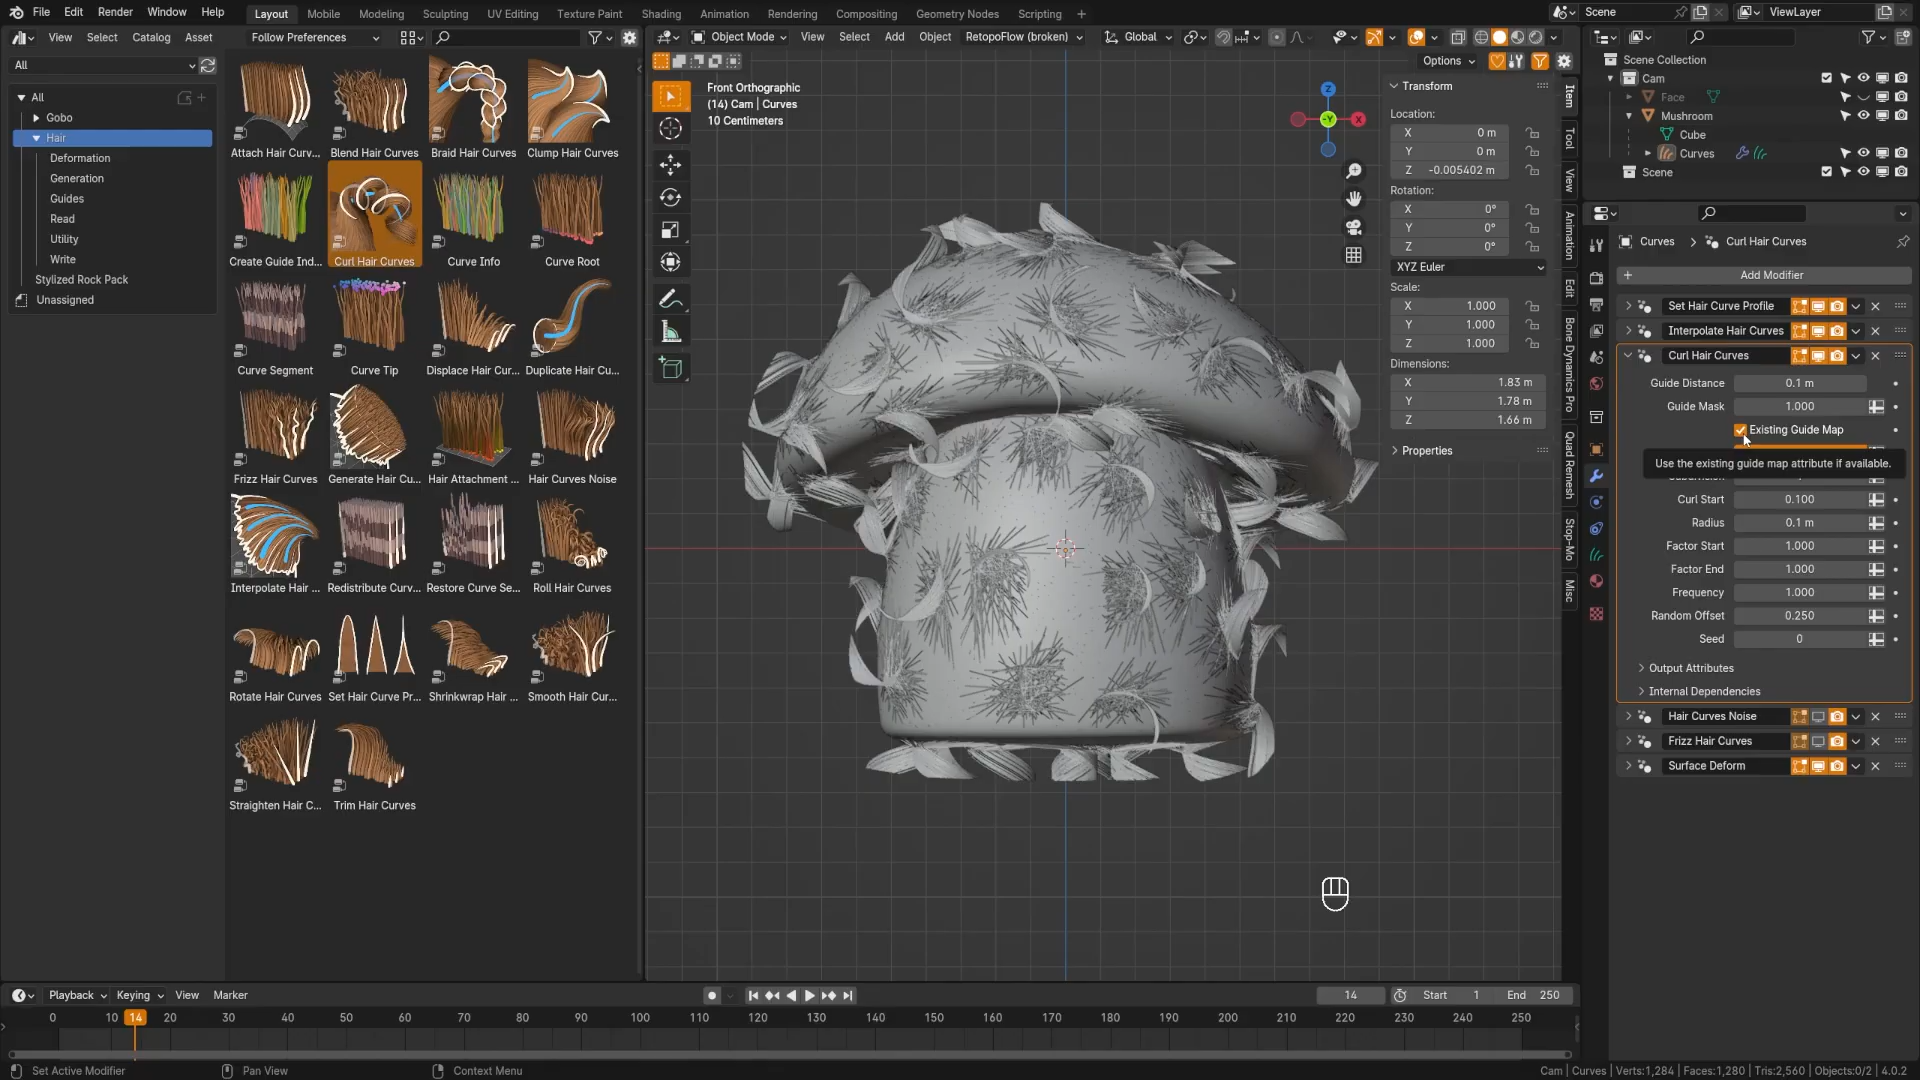 File Edit Render Window Help
Layout Mobile Modeling Sculpting UV Editing Texture Paint Shading Animation Rendering Compositing Geometry Nodes Scripting +
Scene
ViewLayer
View Select Catalog Asset
Follow Preferences
All
All
Gobo
Hair
Deformation
Generation
Guides
Read
Utility
Write
Stylized Rock Pack
Unassigned
Attach Hair Curv... Blend Hair Curves Braid Hair Curves Clump Hair Curves
Create Guide Ind... Curl Hair Curves Curve Info Curve Root
Curve Segment Curve Tip Displace Hair Cur... Duplicate Hair Cu...
Frizz Hair Curves Generate Hair Cu... Hair Attachment ... Hair Curves Noise
Interpolate Hair ... Redistribute Curv... Restore Curve Se... Roll Hair Curves
Rotate Hair Curves Set Hair Curve Pr... Shrinkwrap Hair ... Smooth Hair Cur...
Straighten Hair C... Trim Hair Curves
Object Mode View Select Add Object RetopoFlow (broken) Global
Options
Front Orthographic
(14) Cam | Curves
10 Centimeters
Z
-Y
X
Transform
Location:
X 0 m
Y 0 m
Z -0.005402 m
Rotation:
X 0°
Y 0°
Z 0°
XYZ Euler
Scale:
X 1.000
Y 1.000
Z 1.000
Dimensions:
X 1.83 m
Y 1.78 m
Z 1.66 m
Properties
Item
Tool
View
Animation
Edit
Bone Dynamics Pro
Quad Remesh
Stop-Mo
Misc
Scene Collection
Cam
Face
Mushroom
Cube
Curves
Scene
Curves > Curl Hair Curves
+ Add Modifier
Set Hair Curve Profile
Interpolate Hair Curves
Curl Hair Curves
Guide Distance 0.1 m
Guide Mask 1.000
Existing Guide Map
Use the existing guide map attribute if available.
Curl Start 0.100
Radius 0.1 m
Factor Start 1.000
Factor End 1.000
Frequency 1.000
Random Offset 0.250
Seed 0
Output Attributes
Internal Dependencies
Hair Curves Noise
Frizz Hair Curves
Surface Deform
Playback Keying View Marker
14 Start 1 End 250
0 10 14 20 30 40 50 60 70 80 90 100 110 120 130 140 150 160 170 180 190 200 210 220 230 240 250
Set Active Modifier Pan View Context Menu
Cam | Curves | Verts:1,284 | Faces:1,280 | Tris:2,560 | Objects:0/2 | 4.0.2